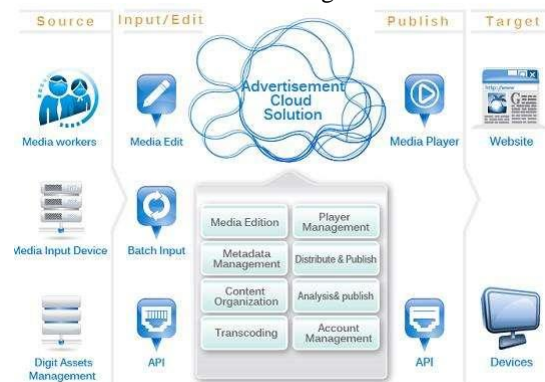 Source
Input/Edit
Publish
Target
Advertisement
Cloud
Solution
http://www
Media workers
Media Edit
Media Player
Website
Media Edition
Player
Management
Media Input Device
Batch Input
Metadata
Management
Distribute & Publish
Content
Organization
Analysis& publish
Transcoding
Account
Management
Digit Assets
Management
API
API
Devices